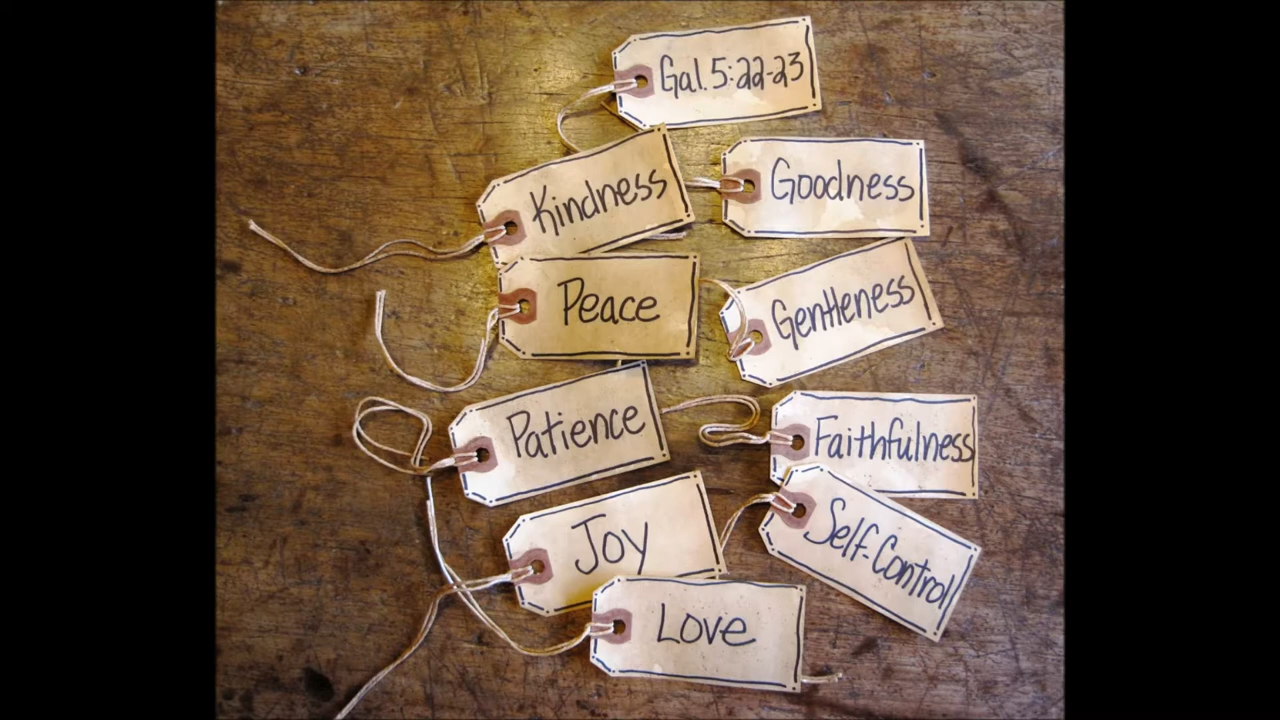 Gal. 5:22-23
Kindness
Goodness
Peace
Gentleness
Patience
Faithfulness
Joy
Self-Control
Love